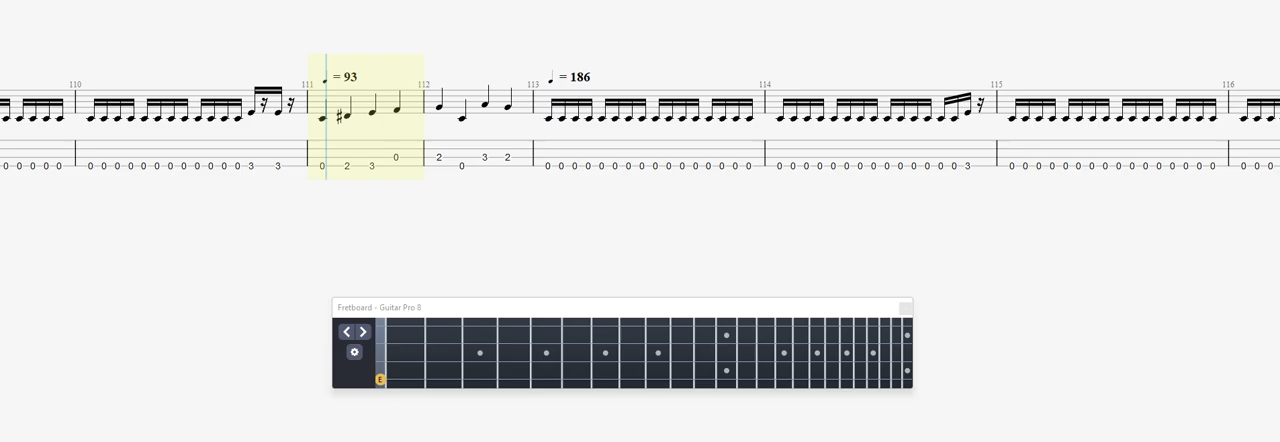 ♩ = 93 ♩ = 186
110 111 112 113 114 115 116
0 2 3 2
0 0 0 0 0 0 0 0 0 0 0 0 0 0 0 0 0 0 3 3 0 2 3 0 0 0 0 0 0 0 0 0 0 0 0 0 0 0 0 0 0 0 0 0 0 0 0 0 0 0 0 0 0 0 3 0 0 0 0 0 0 0 0 0 0 0 0 0 0 0 0 0 0 0
Fretboard - Guitar Pro 8
E